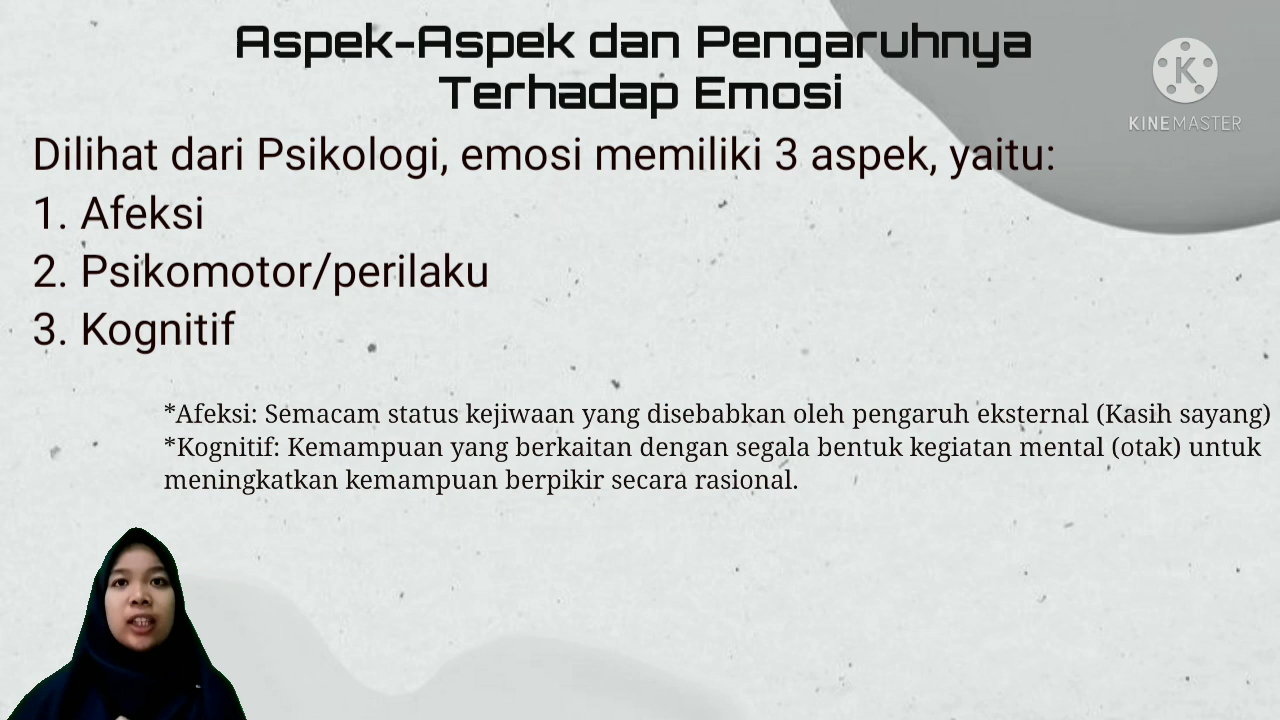 Aspek-Aspek dan Pengaruhnya
Terhadap Emosi
K
KINEMASTER
Dilihat dari Psikologi, emosi memiliki 3 aspek, yaitu:
1. Afeksi
2. Psikomotor/perilaku
3. Kognitif
*Afeksi: Semacam status kejiwaan yang disebabkan oleh pengaruh eksternal (Kasih sayang)
*Kognitif: Kemampuan yang berkaitan dengan segala bentuk kegiatan mental (otak) untuk
meningkatkan kemampuan berpikir secara rasional.